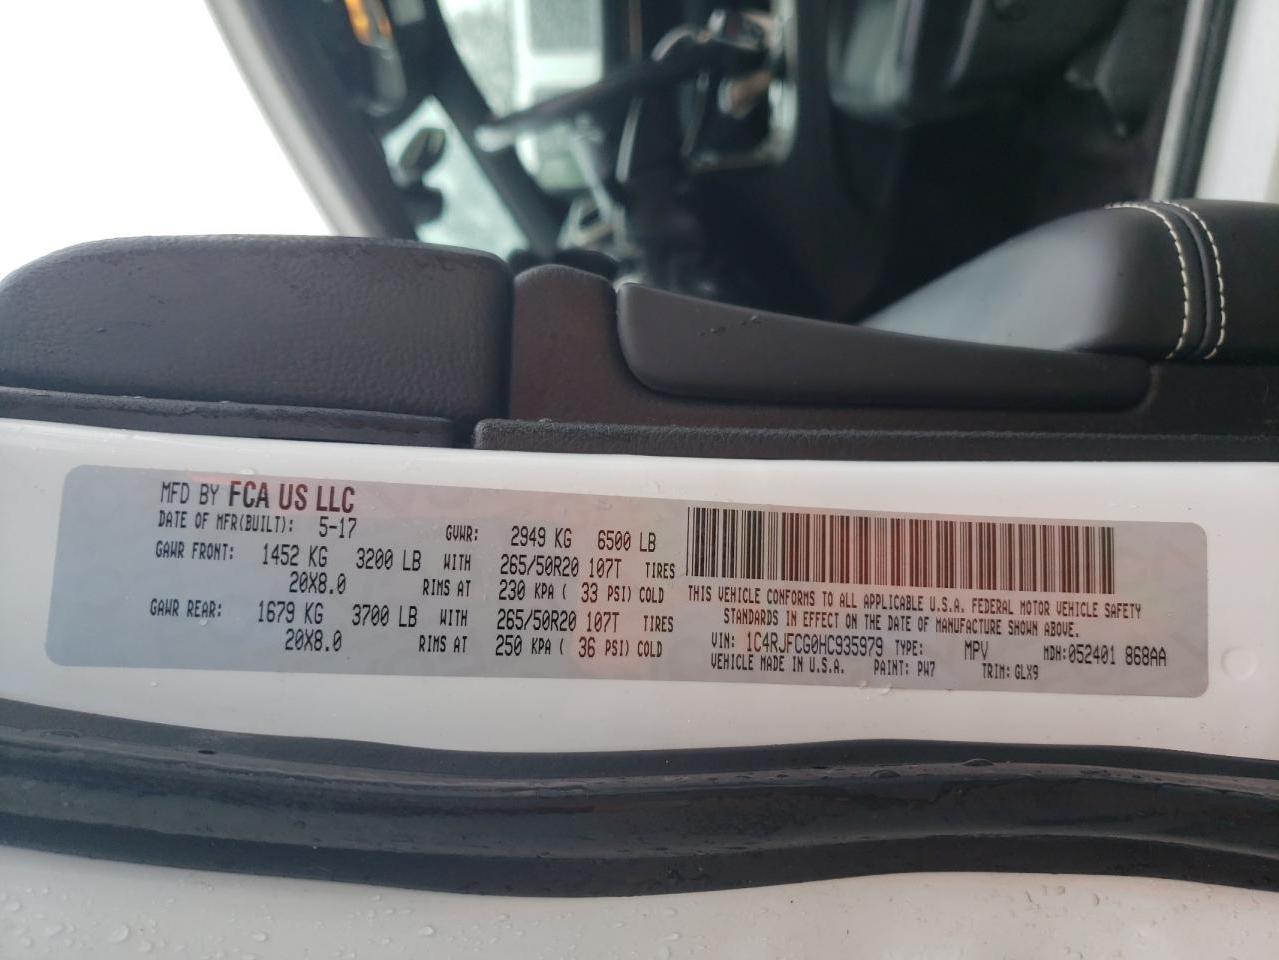 MFD BY FCA US LLC
DATE OF MFR(BUILT): 5-17 GVWR: 2949 KG 6500 LB
GAWR FRONT: 1452 KG 3200 LB WITH 265/50R20 107T TIRES
20X8.0 RIMS AT 230 KPA ( 33 PSI) COLD
GAWR REAR: 1679 KG 3700 LB WITH 265/50R20 107T TIRES
20X8.0 RIMS AT 250 KPA ( 36 PSI) COLD
THIS VEHICLE CONFORMS TO ALL APPLICABLE U.S.A. FEDERAL MOTOR VEHICLE SAFETY
STANDARDS IN EFFECT ON THE DATE OF MANUFACTURE SHOWN ABOVE.
VIN: 1C4RJFCG0HC935979 TYPE: MPV MDH:052401 868AA
VEHICLE MADE IN U.S.A. PAINT: PW7 TRIM: GLX9